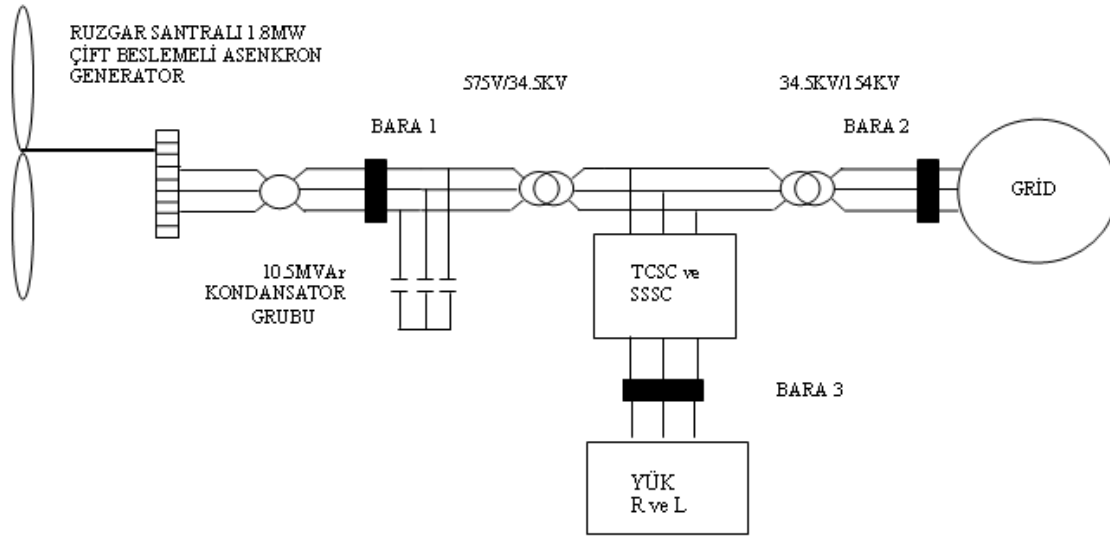 RUZGAR SANTRALI 1.8MW
ÇİFT BESLEMELİ ASENKRON
GENERATOR
575V/34.5KV
34.5KV/154KV
BARA 1
BARA 2
GRİD
10.5MVAr
KONDANSATOR
GRUBU
TCSC ve
SSSC
BARA 3
YÜK
R ve L